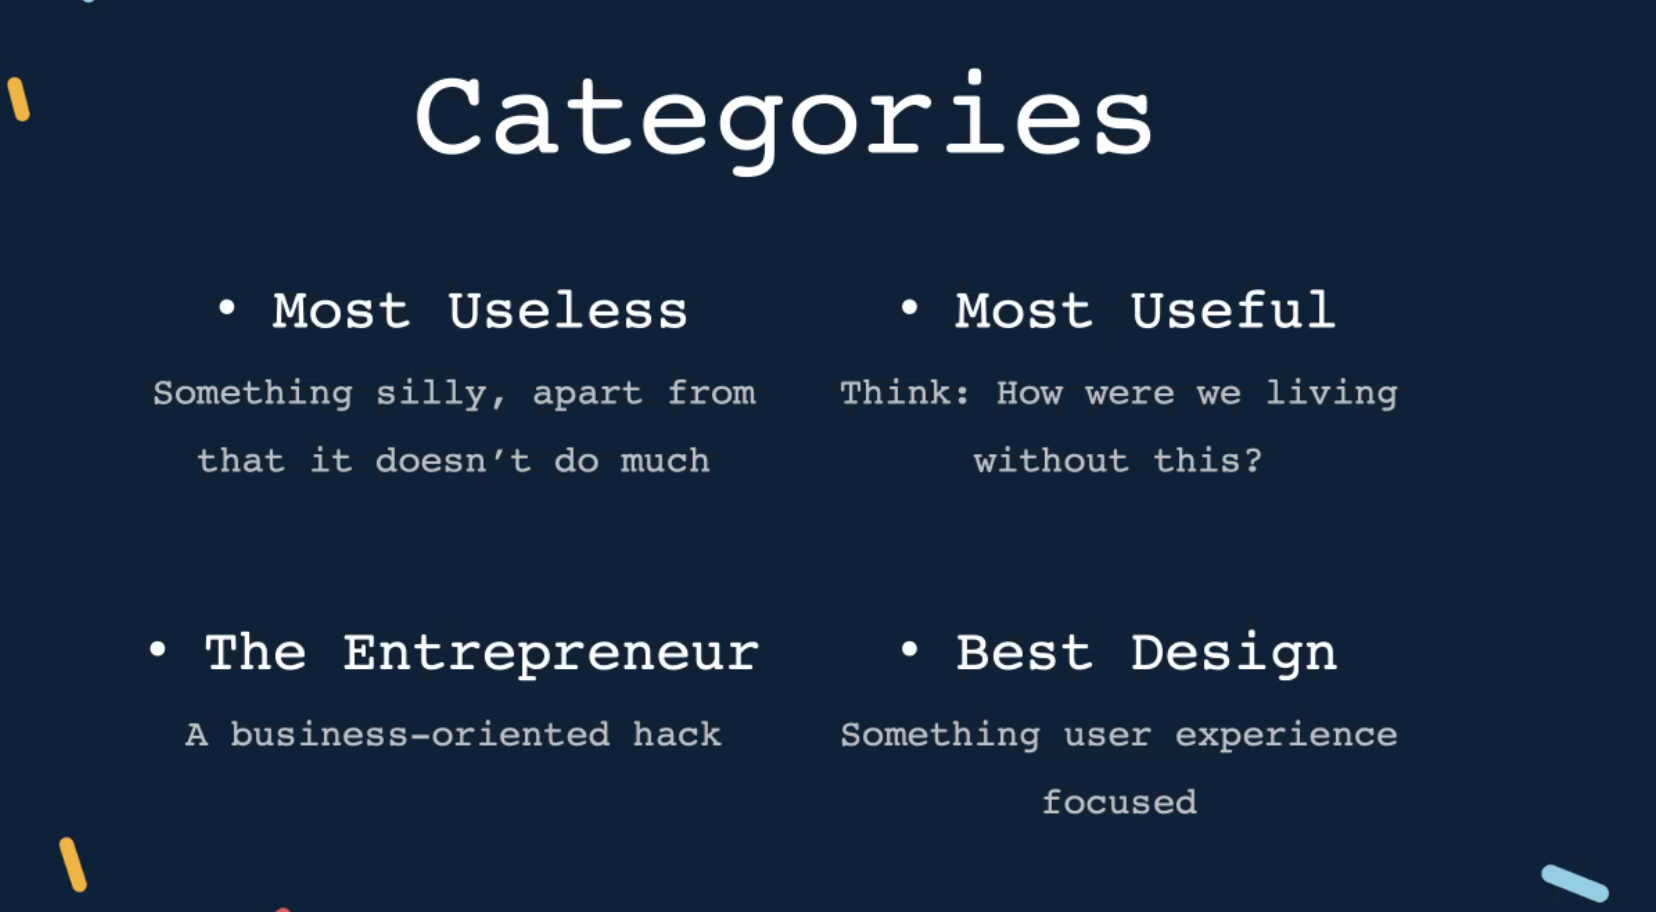 Categories
• Most Useless
Something silly, apart from
that it doesn’t do much
• Most Useful
Think: How were we living
without this?
• The Entrepreneur
A business-oriented hack
• Best Design
Something user experience
focused